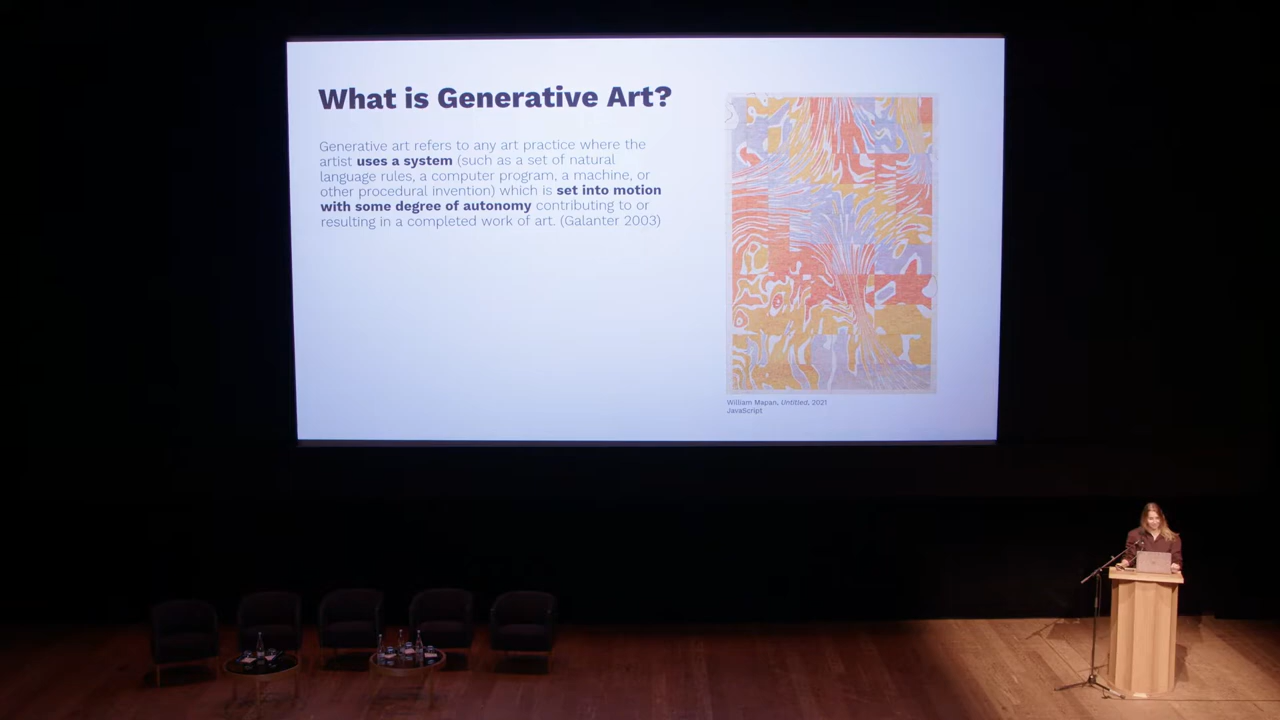 What is Generative Art?
Generative art refers to any art practice where the
artist uses a system (such as a set of natural
language rules, a computer program, a machine, or
other procedural invention) which is set into motion
with some degree of autonomy contributing to or
resulting in a completed work of art. (Galanter 2003)
William Mapan, Untitled, 2021
JavaScript